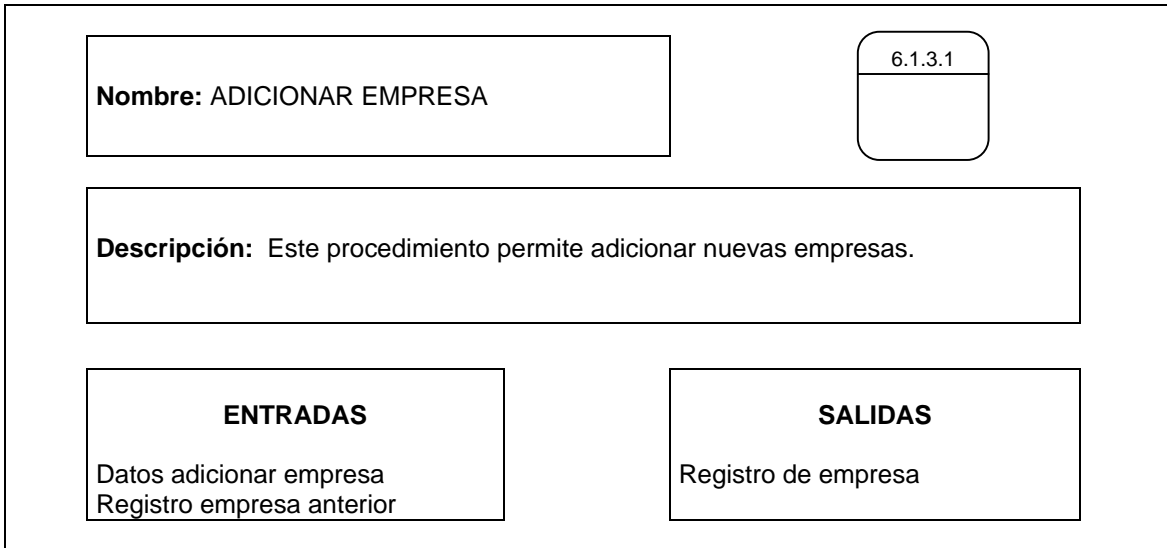 6.1.3.1
Nombre: ADICIONAR EMPRESA
Descripción: Este procedimiento permite adicionar nuevas empresas.
ENTRADAS
Datos adicionar empresa
Registro empresa anterior
SALIDAS
Registro de empresa